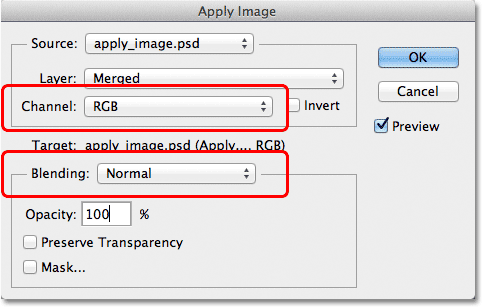 Apply Image
Source: apply_image.psd
OK
Layer: Merged
Cancel
Channel: RGB
Invert
Preview
Target: apply_image.psd (Apply..., RGB)
Blending: Normal
Opacity: 100 %
Preserve Transparency
Mask...